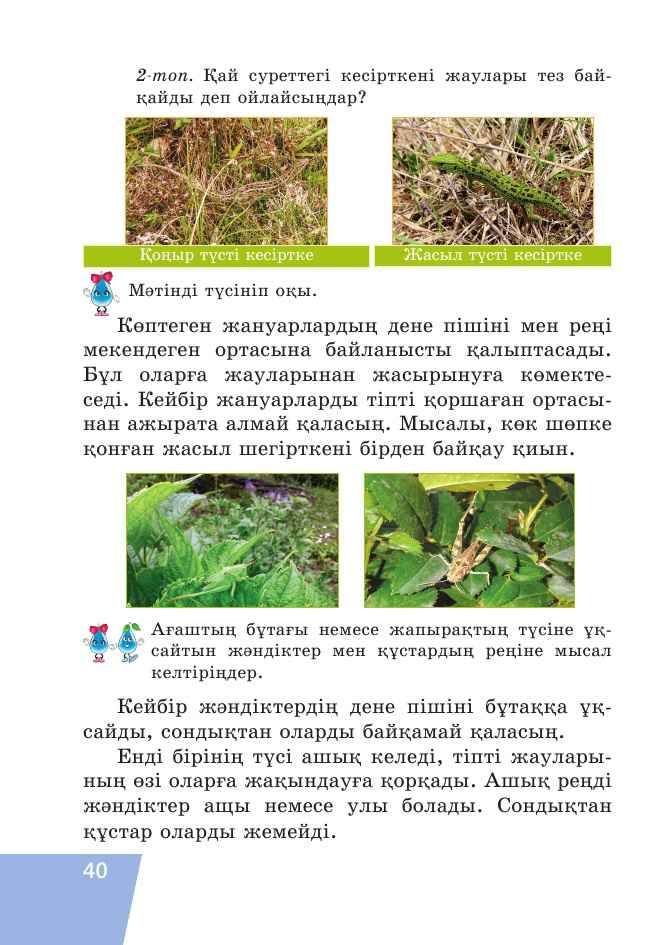 2-топ. Қай суреттегі кесірткені жаулары тез бай-
қайды деп ойлайсыңдар?
Қоңыр түсті кесіртке
Жасыл түсті кесіртке
Мәтінді түсініп оқы.
Көптеген жануарлардың дене пішіні мен реңі
мекендеген ортасына байланысты қалыптасады.
Бұл оларға жауларынан жасырынуға көмекте-
седі. Кейбір жануарларды тіпті қоршаған ортасы-
нан ажырата алмай қаласың. Мысалы, көк шөпке
қонған жасыл шегірткені бірден байқау қиын.
Ағаштың бұтағы немесе жапырақтың түсіне ұқ-
сайтын жәндіктер мен құстардың реңіне мысал
келтіріңдер.
Кейбір жәндіктердің дене пішіні бұтаққа ұқ-
сайды, сондықтан оларды байқамай қаласың.
Енді бірінің түсі ашық келеді, тіпті жаулары-
ның өзі оларға жақындауға қорқады. Ашық реңді
жәндіктер ащы немесе улы болады. Сондықтан
құстар оларды жемейді.
40